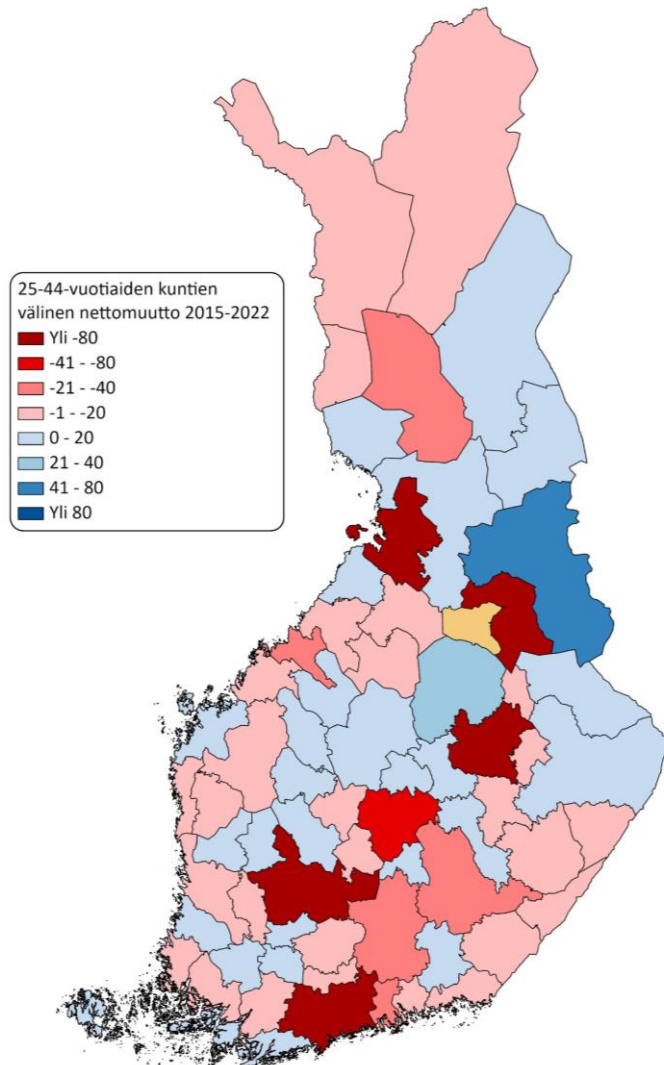 25-44-vuotiaiden kuntien
välinen nettomuutto 2015-2022
Yli -80
-41 - -80
-21 - -40
-1 - -20
0 - 20
21 - 40
41 - 80
Yli 80